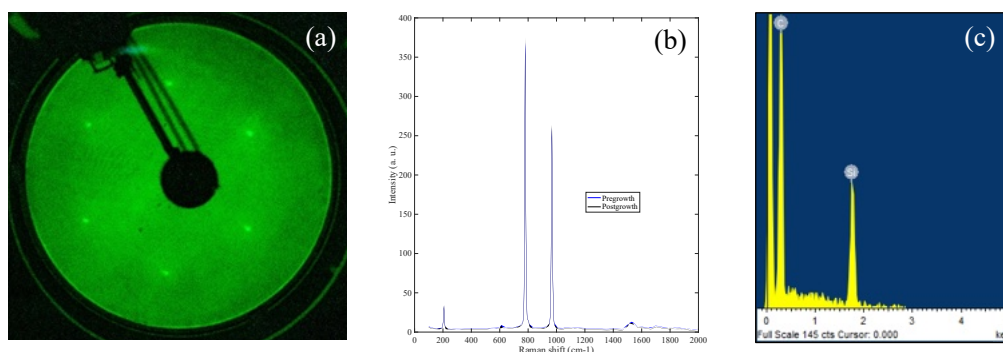 (a)
(b)
400
350
300
250
200
150
100
50
0
Intensity (a. u.)
Pregrowth
Postgrowth
0 200 400 600 800 1000 1200 1400 1600 1800 2000
Raman shift (cm-1)
(c)
C
Si
0 1 2 3 4 ke
Full Scale 145 cts Cursor: 0.000